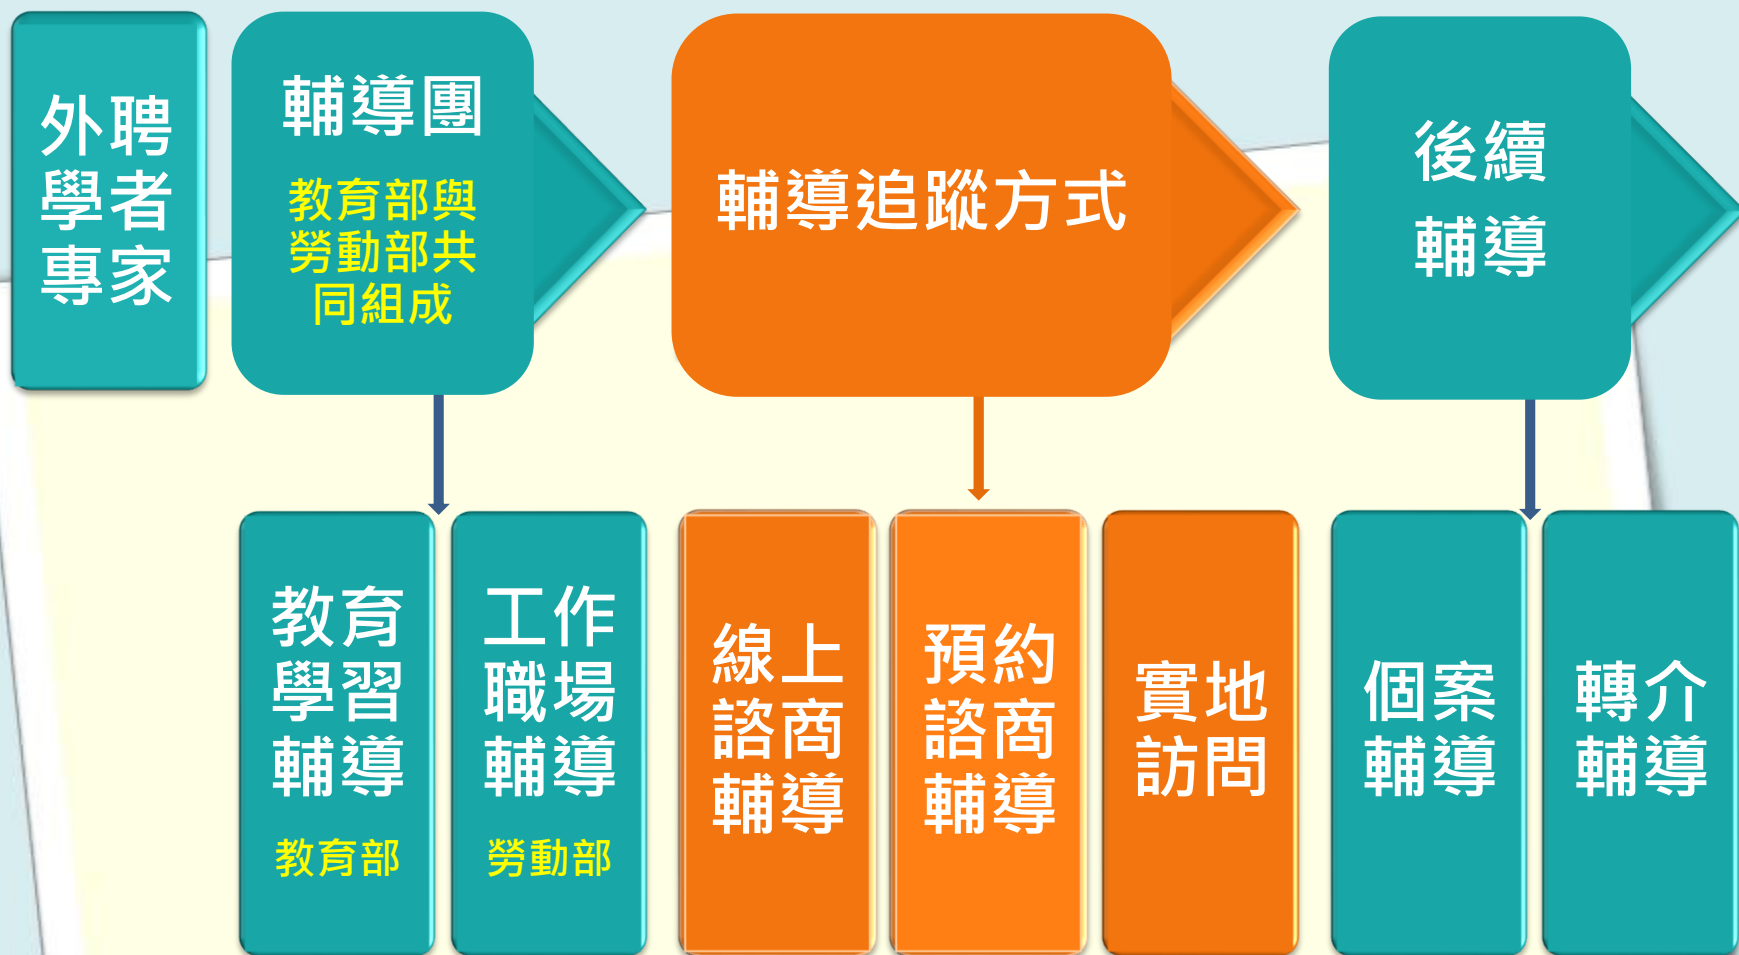 外聘
學者
專家
輔導團
教育部與
勞動部共
同組成
輔導追蹤方式
後續
輔導
教育
學習
輔導
教育部
工作
職場
輔導
勞動部
線上
諮商
輔導
預約
諮商
輔導
實地
訪問
個案
輔導
轉介
輔導